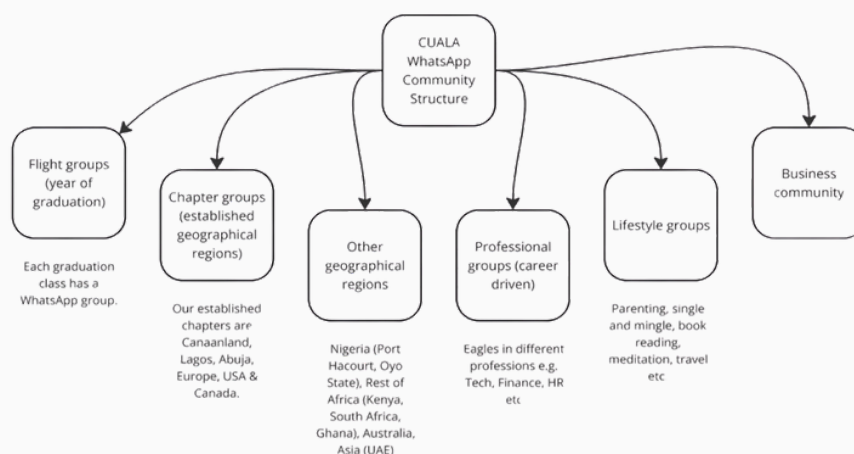 CUALA
WhatsApp
Community
Structure
Flight groups
(year of
graduation)
Each graduation
class has a
WhatsApp group.
Chapter groups
(established
geographical
regions)
Our established
chapters are
Canaanland,
Lagos, Abuja,
Europe, USA &
Canada.
Other
geographical
regions
Nigeria (Port
Hacourt, Oyo
State), Rest of
Africa (Kenya,
South Africa,
Ghana), Australia,
Asia (UAE)
Professional
groups (career
driven)
Eagles in different
professions e.g.
Tech, Finance, HR
etc
Lifestyle groups
Parenting, single
and mingle, book
reading,
meditation, travel
etc
Business
community